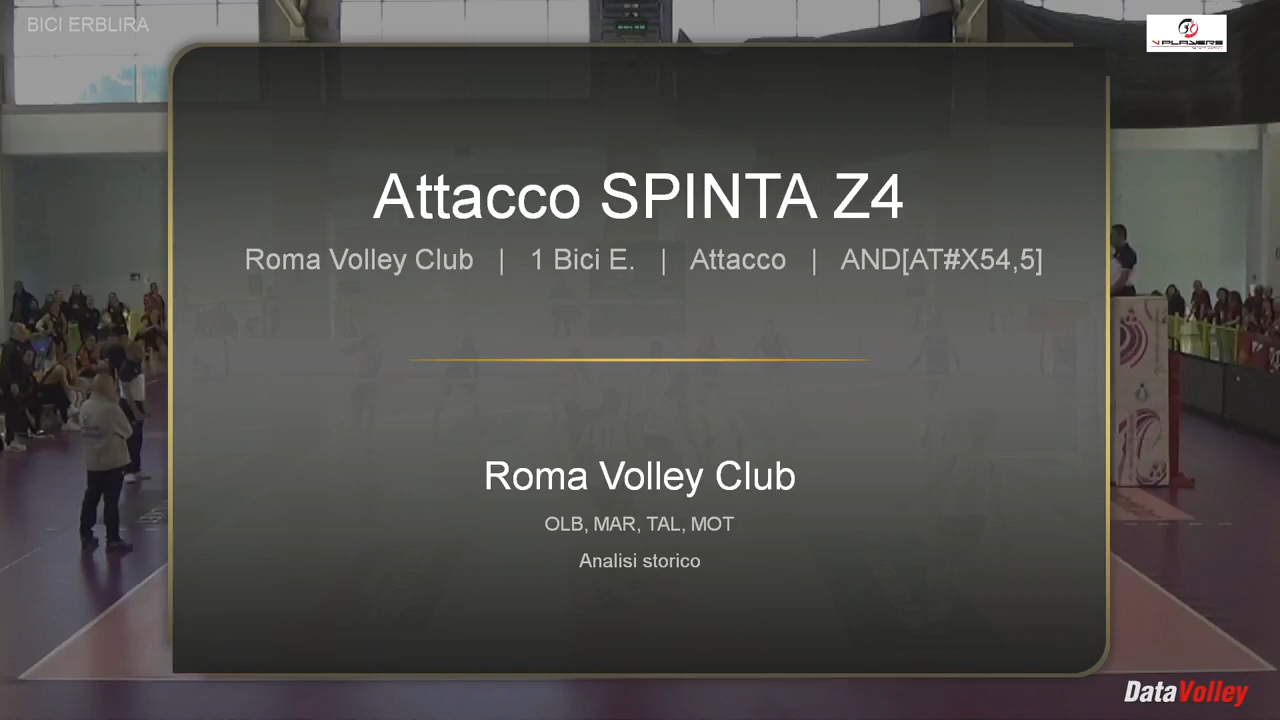 BICI ERBLIRA
V PLAYERS
Attacco SPINTA Z4
Roma Volley Club | 1 Bici E. | Attacco | AND[AT#X54,5]
Roma Volley Club
OLB, MAR, TAL, MOT
Analisi storico
DataVolley